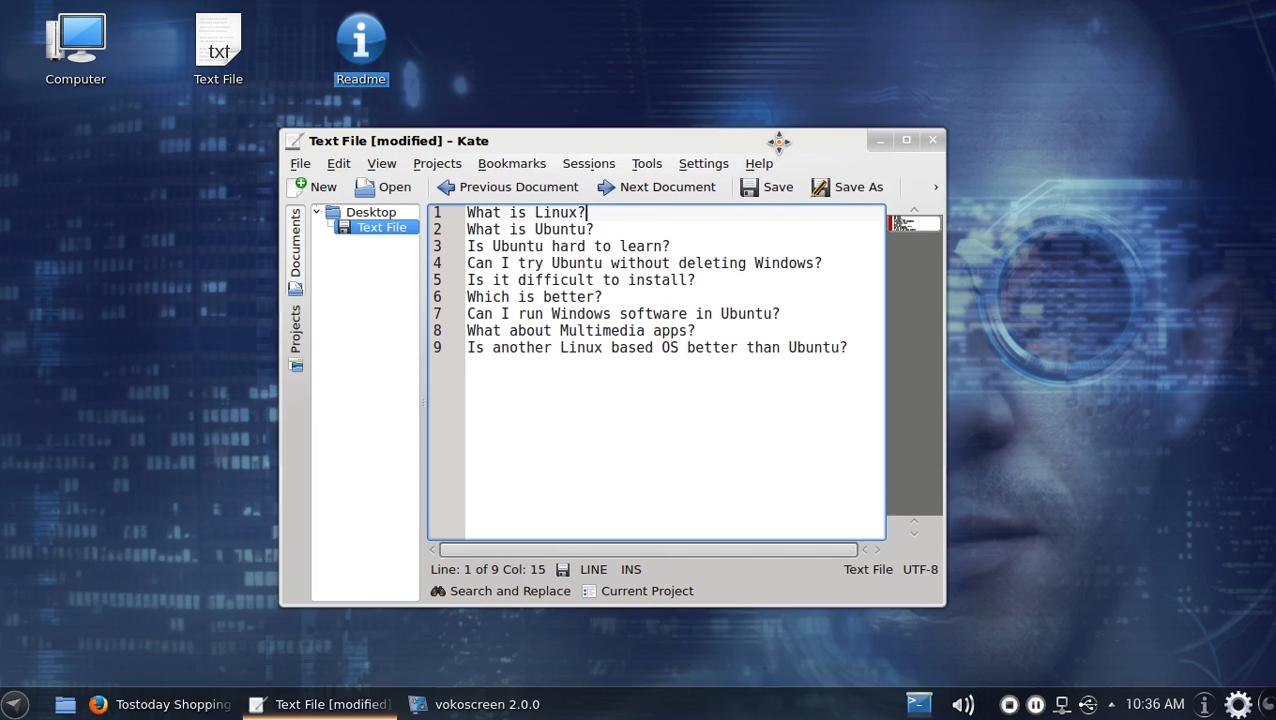 Computer
txt
Text File
Readme
Text File [modified] – Kate
File Edit View Projects Bookmarks Sessions Tools Settings Help
New Open Previous Document Next Document Save Save As
Documents
Projects
Desktop
Text File
1 What is Linux?
2 What is Ubuntu?
3 Is Ubuntu hard to learn?
4 Can I try Ubuntu without deleting Windows?
5 Is it difficult to install?
6 Which is better?
7 Can I run Windows software in Ubuntu?
8 What about Multimedia apps?
9 Is another Linux based OS better than Ubuntu?
Line: 1 of 9 Col: 15 LINE INS Text File UTF-8
Search and Replace Current Project
Tostoday Shopping Text File [modified] vokoscreen 2.0.0 10:36 AM